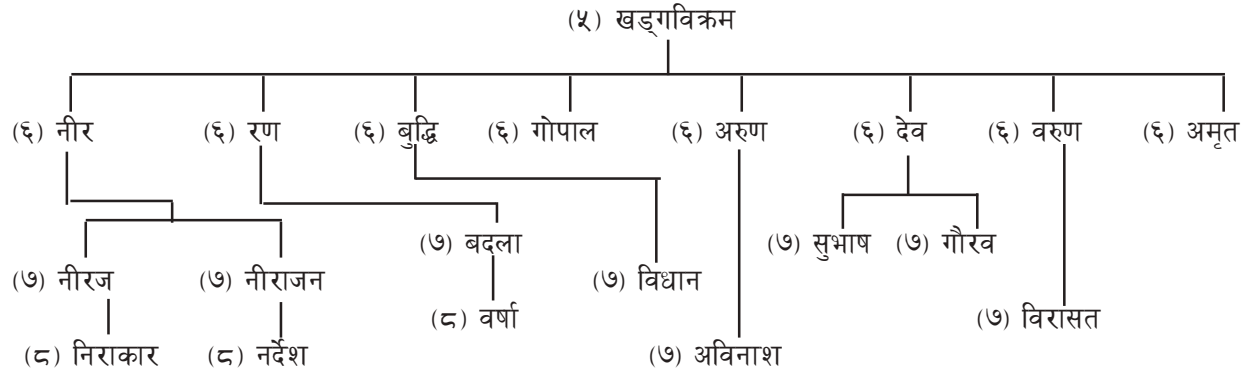 (५) खड्गविक्रम
(६) नीर (६) रण (६) बुद्धि (६) गोपाल (६) अरुण (६) देव (६) वरुण (६) अमृत
(७) बदला (७) सुभाष (७) गौरव
(७) नीरज (७) नीराजन (७) विधान
(८) वर्षा (७) विरासत
(८) निराकार (८) नर्देश (७) अविनाश